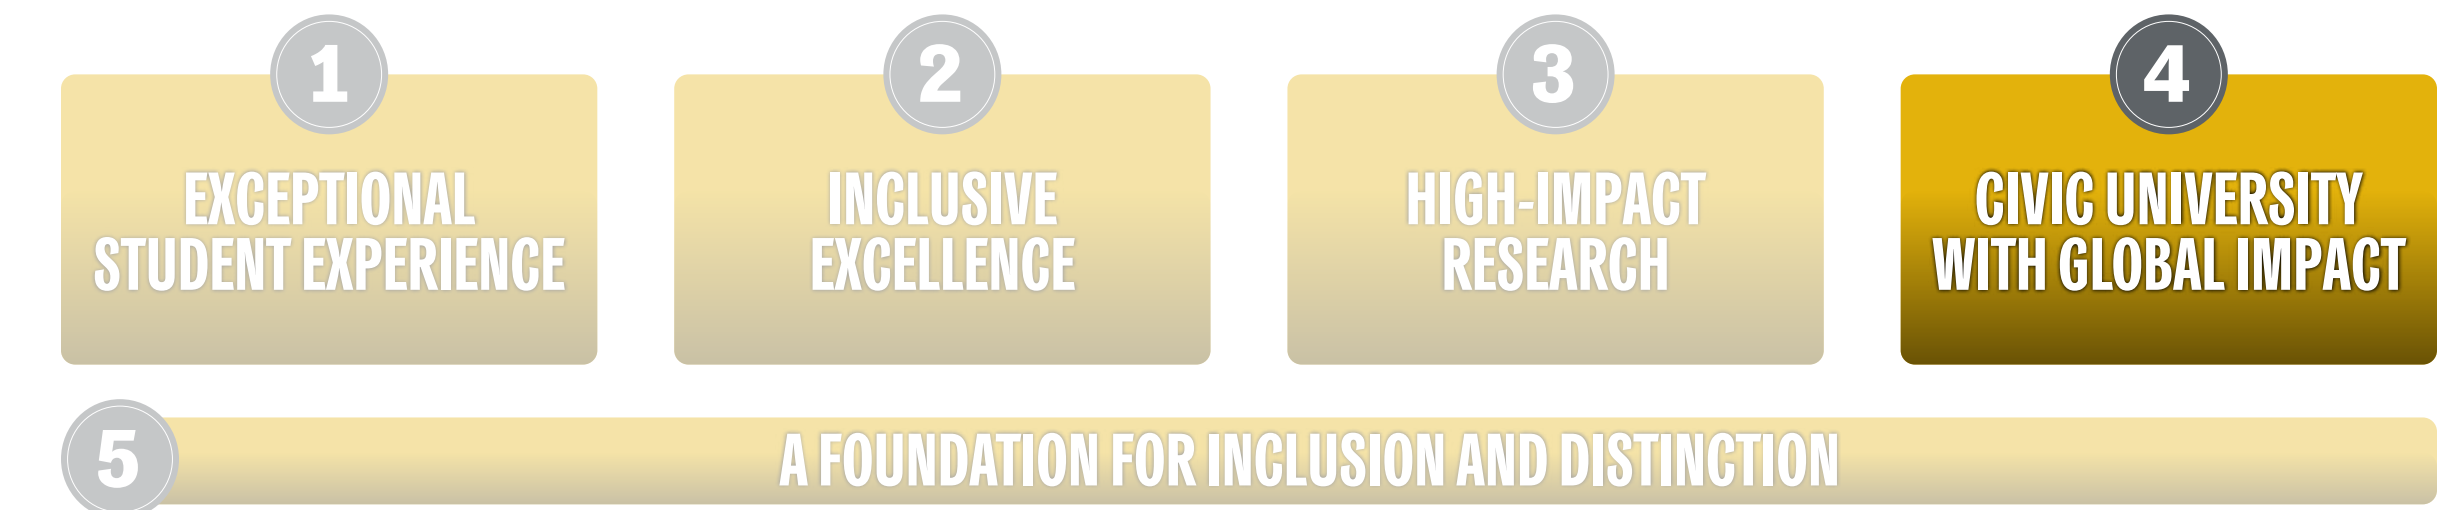 1
EXCEPTIONAL
STUDENT EXPERIENCE
2
INCLUSIVE
EXCELLENCE
3
HIGH-IMPACT
RESEARCH
4
CIVIC UNIVERSITY
WITH GLOBAL IMPACT
5
A FOUNDATION FOR INCLUSION AND DISTINCTION